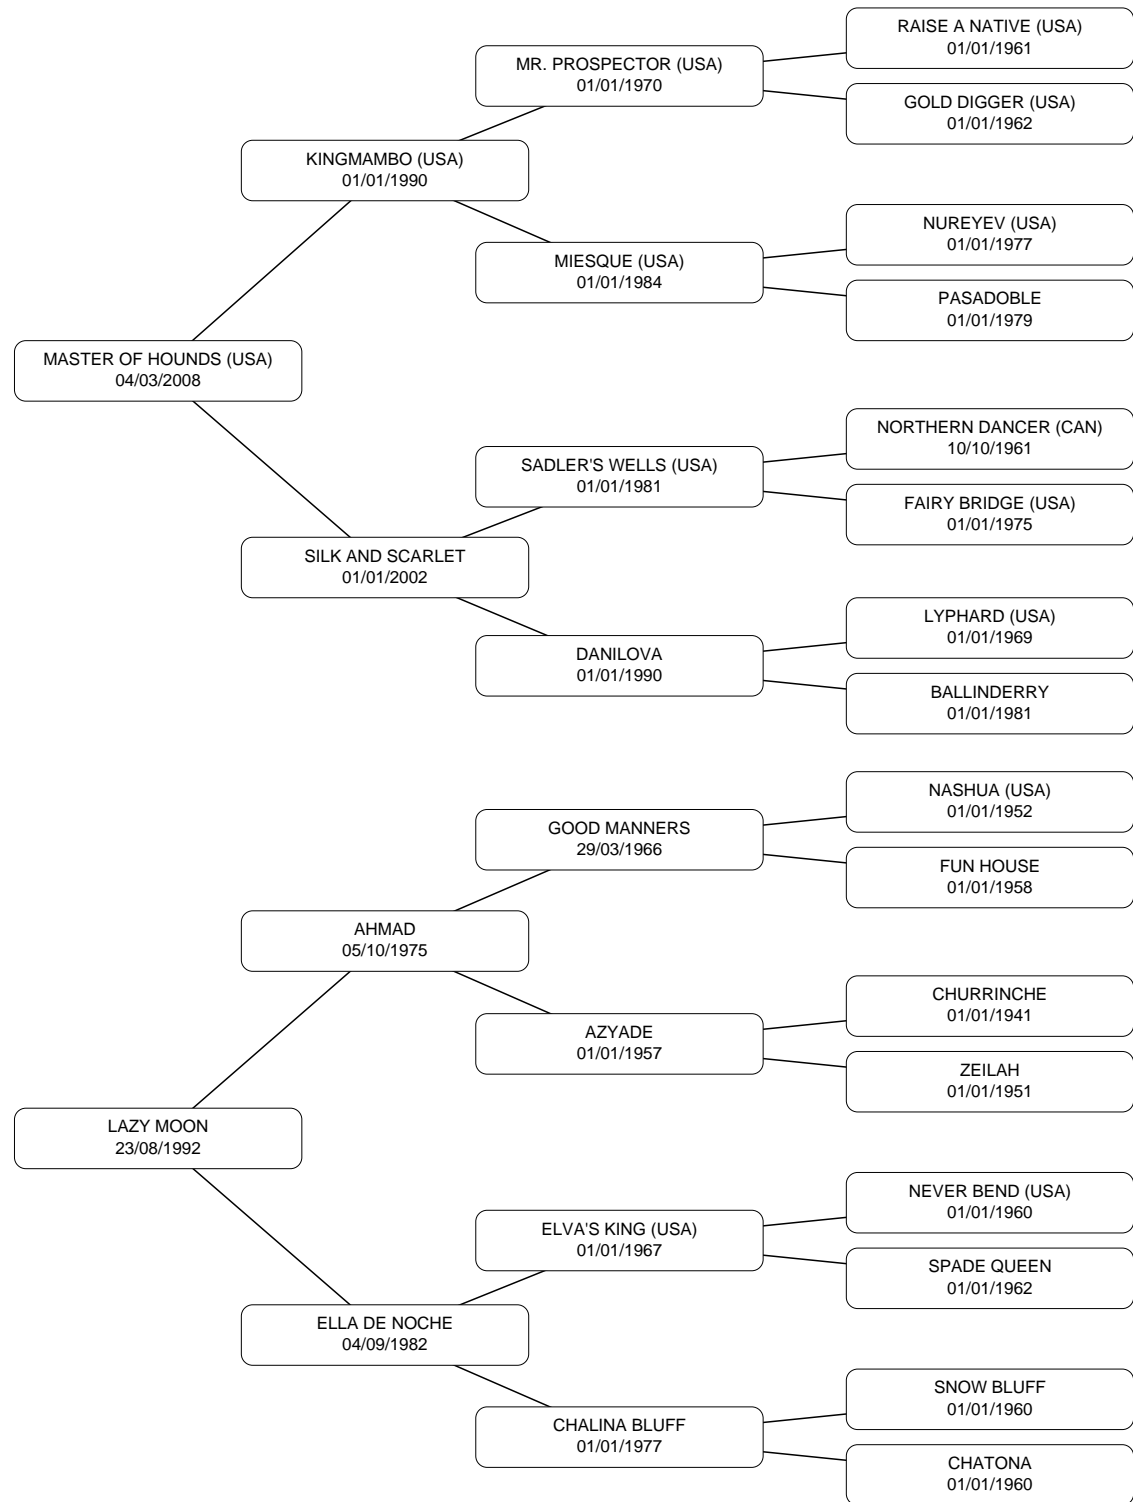 RAISE A NATIVE (USA)
01/01/1961
MR. PROSPECTOR (USA)
01/01/1970
GOLD DIGGER (USA)
01/01/1962
KINGMAMBO (USA)
01/01/1990
NUREYEV (USA)
01/01/1977
MIESQUE (USA)
01/01/1984
PASADOBLE
01/01/1979
MASTER OF HOUNDS (USA)
04/03/2008
NORTHERN DANCER (CAN)
10/10/1961
SADLER'S WELLS (USA)
01/01/1981
FAIRY BRIDGE (USA)
01/01/1975
SILK AND SCARLET
01/01/2002
LYPHARD (USA)
01/01/1969
DANILOVA
01/01/1990
BALLINDERRY
01/01/1981
NASHUA (USA)
01/01/1952
GOOD MANNERS
29/03/1966
FUN HOUSE
01/01/1958
AHMAD
05/10/1975
CHURRINCHE
01/01/1941
AZYADE
01/01/1957
ZEILAH
01/01/1951
LAZY MOON
23/08/1992
NEVER BEND (USA)
01/01/1960
ELVA'S KING (USA)
01/01/1967
SPADE QUEEN
01/01/1962
ELLA DE NOCHE
04/09/1982
SNOW BLUFF
01/01/1960
CHALINA BLUFF
01/01/1977
CHATONA
01/01/1960